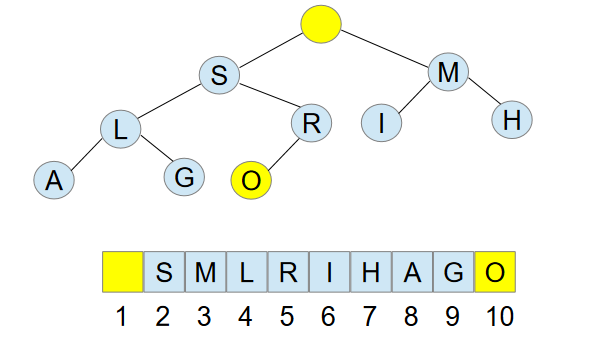 S M
L R I H
A G O
S M L R I H A G O
1 2 3 4 5 6 7 8 9 10